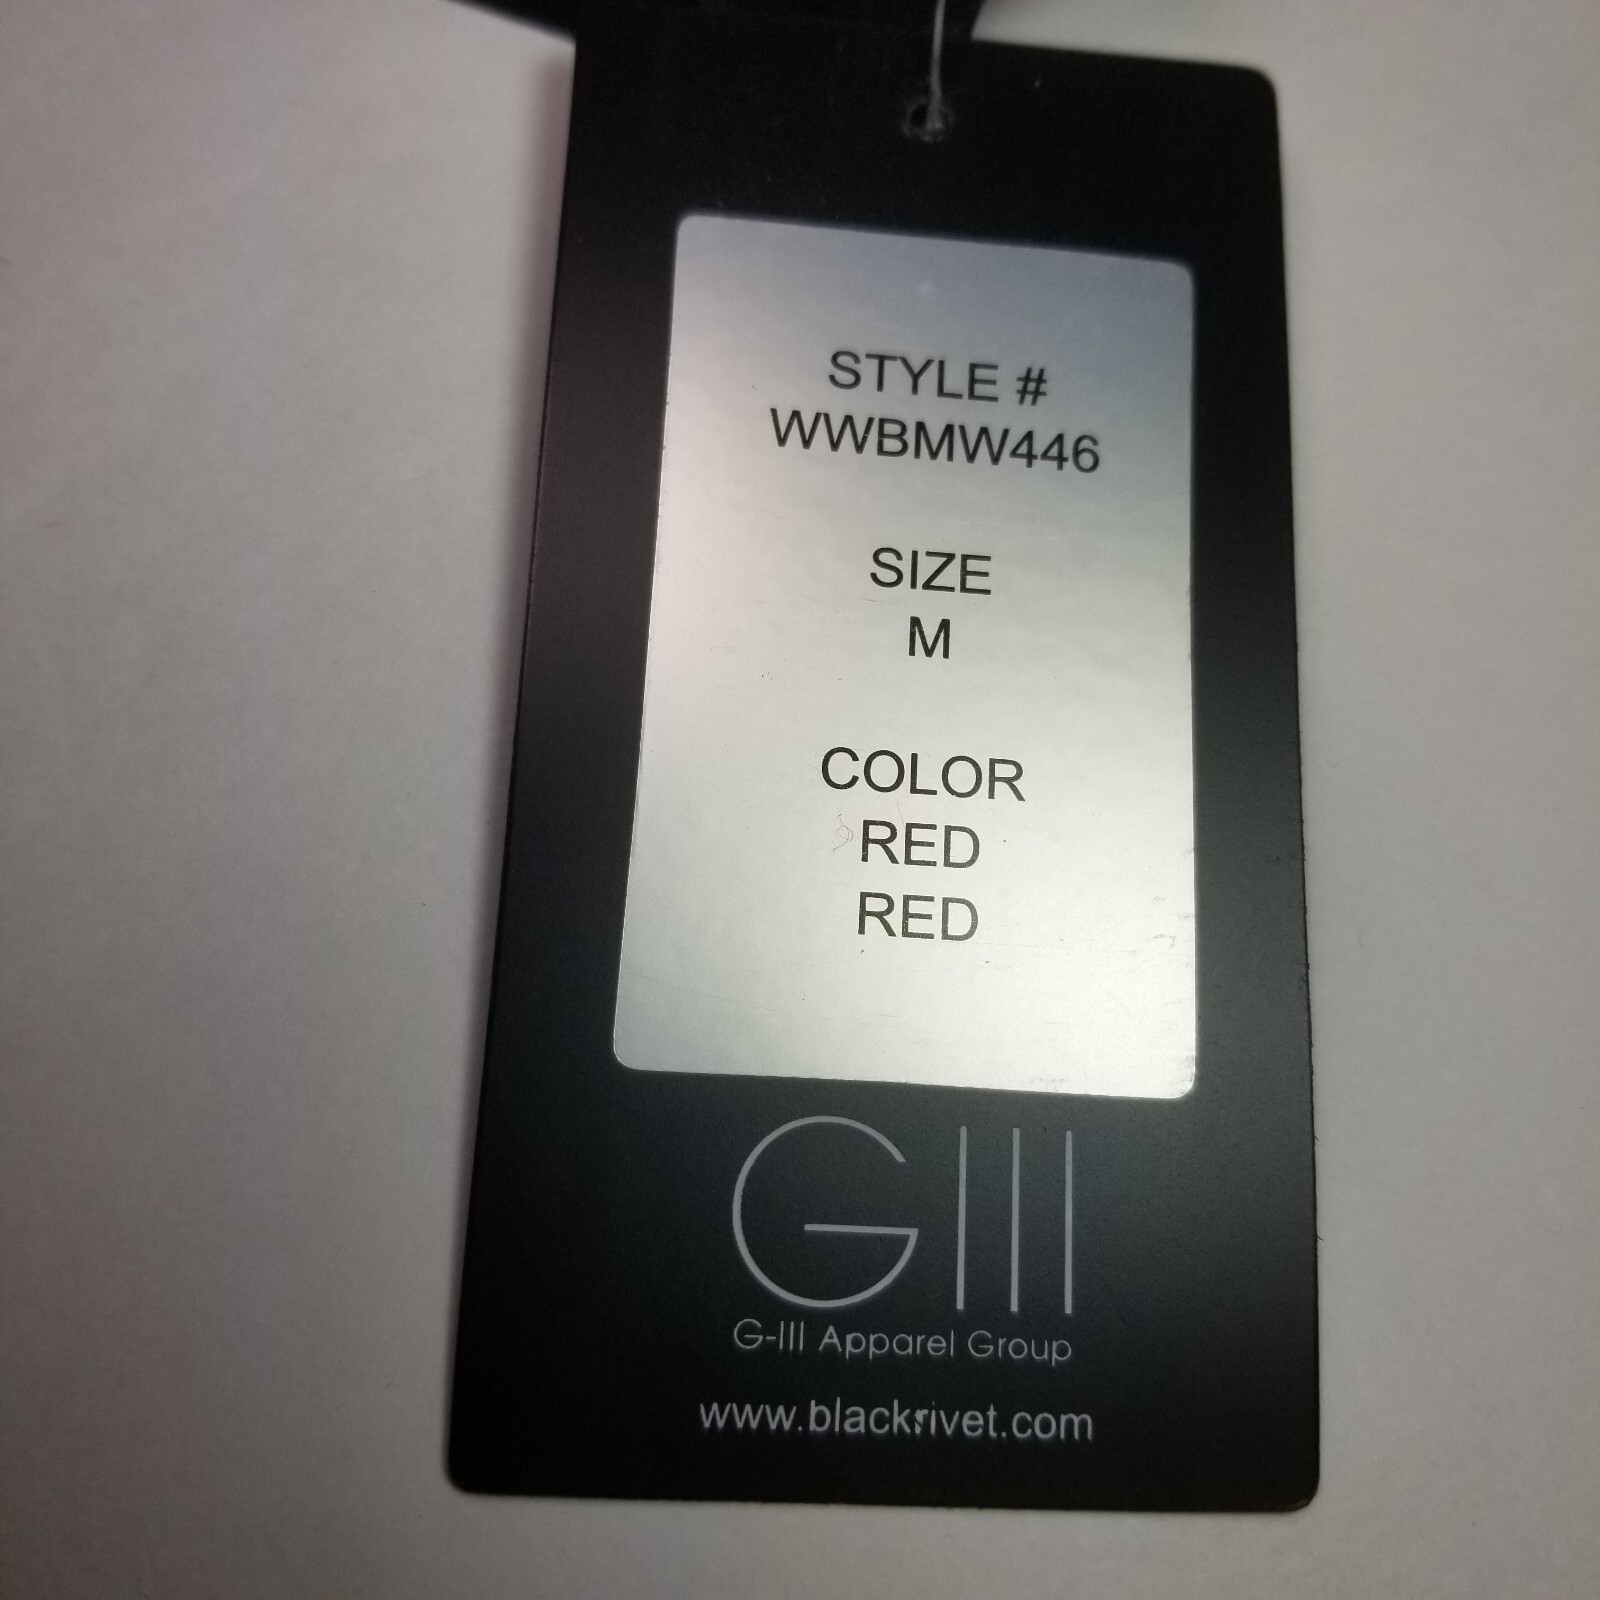 STYLE #
WWBMW446
SIZE
M
COLOR
RED
RED
GIII
G-III Apparel Group
www.blackrivet.com